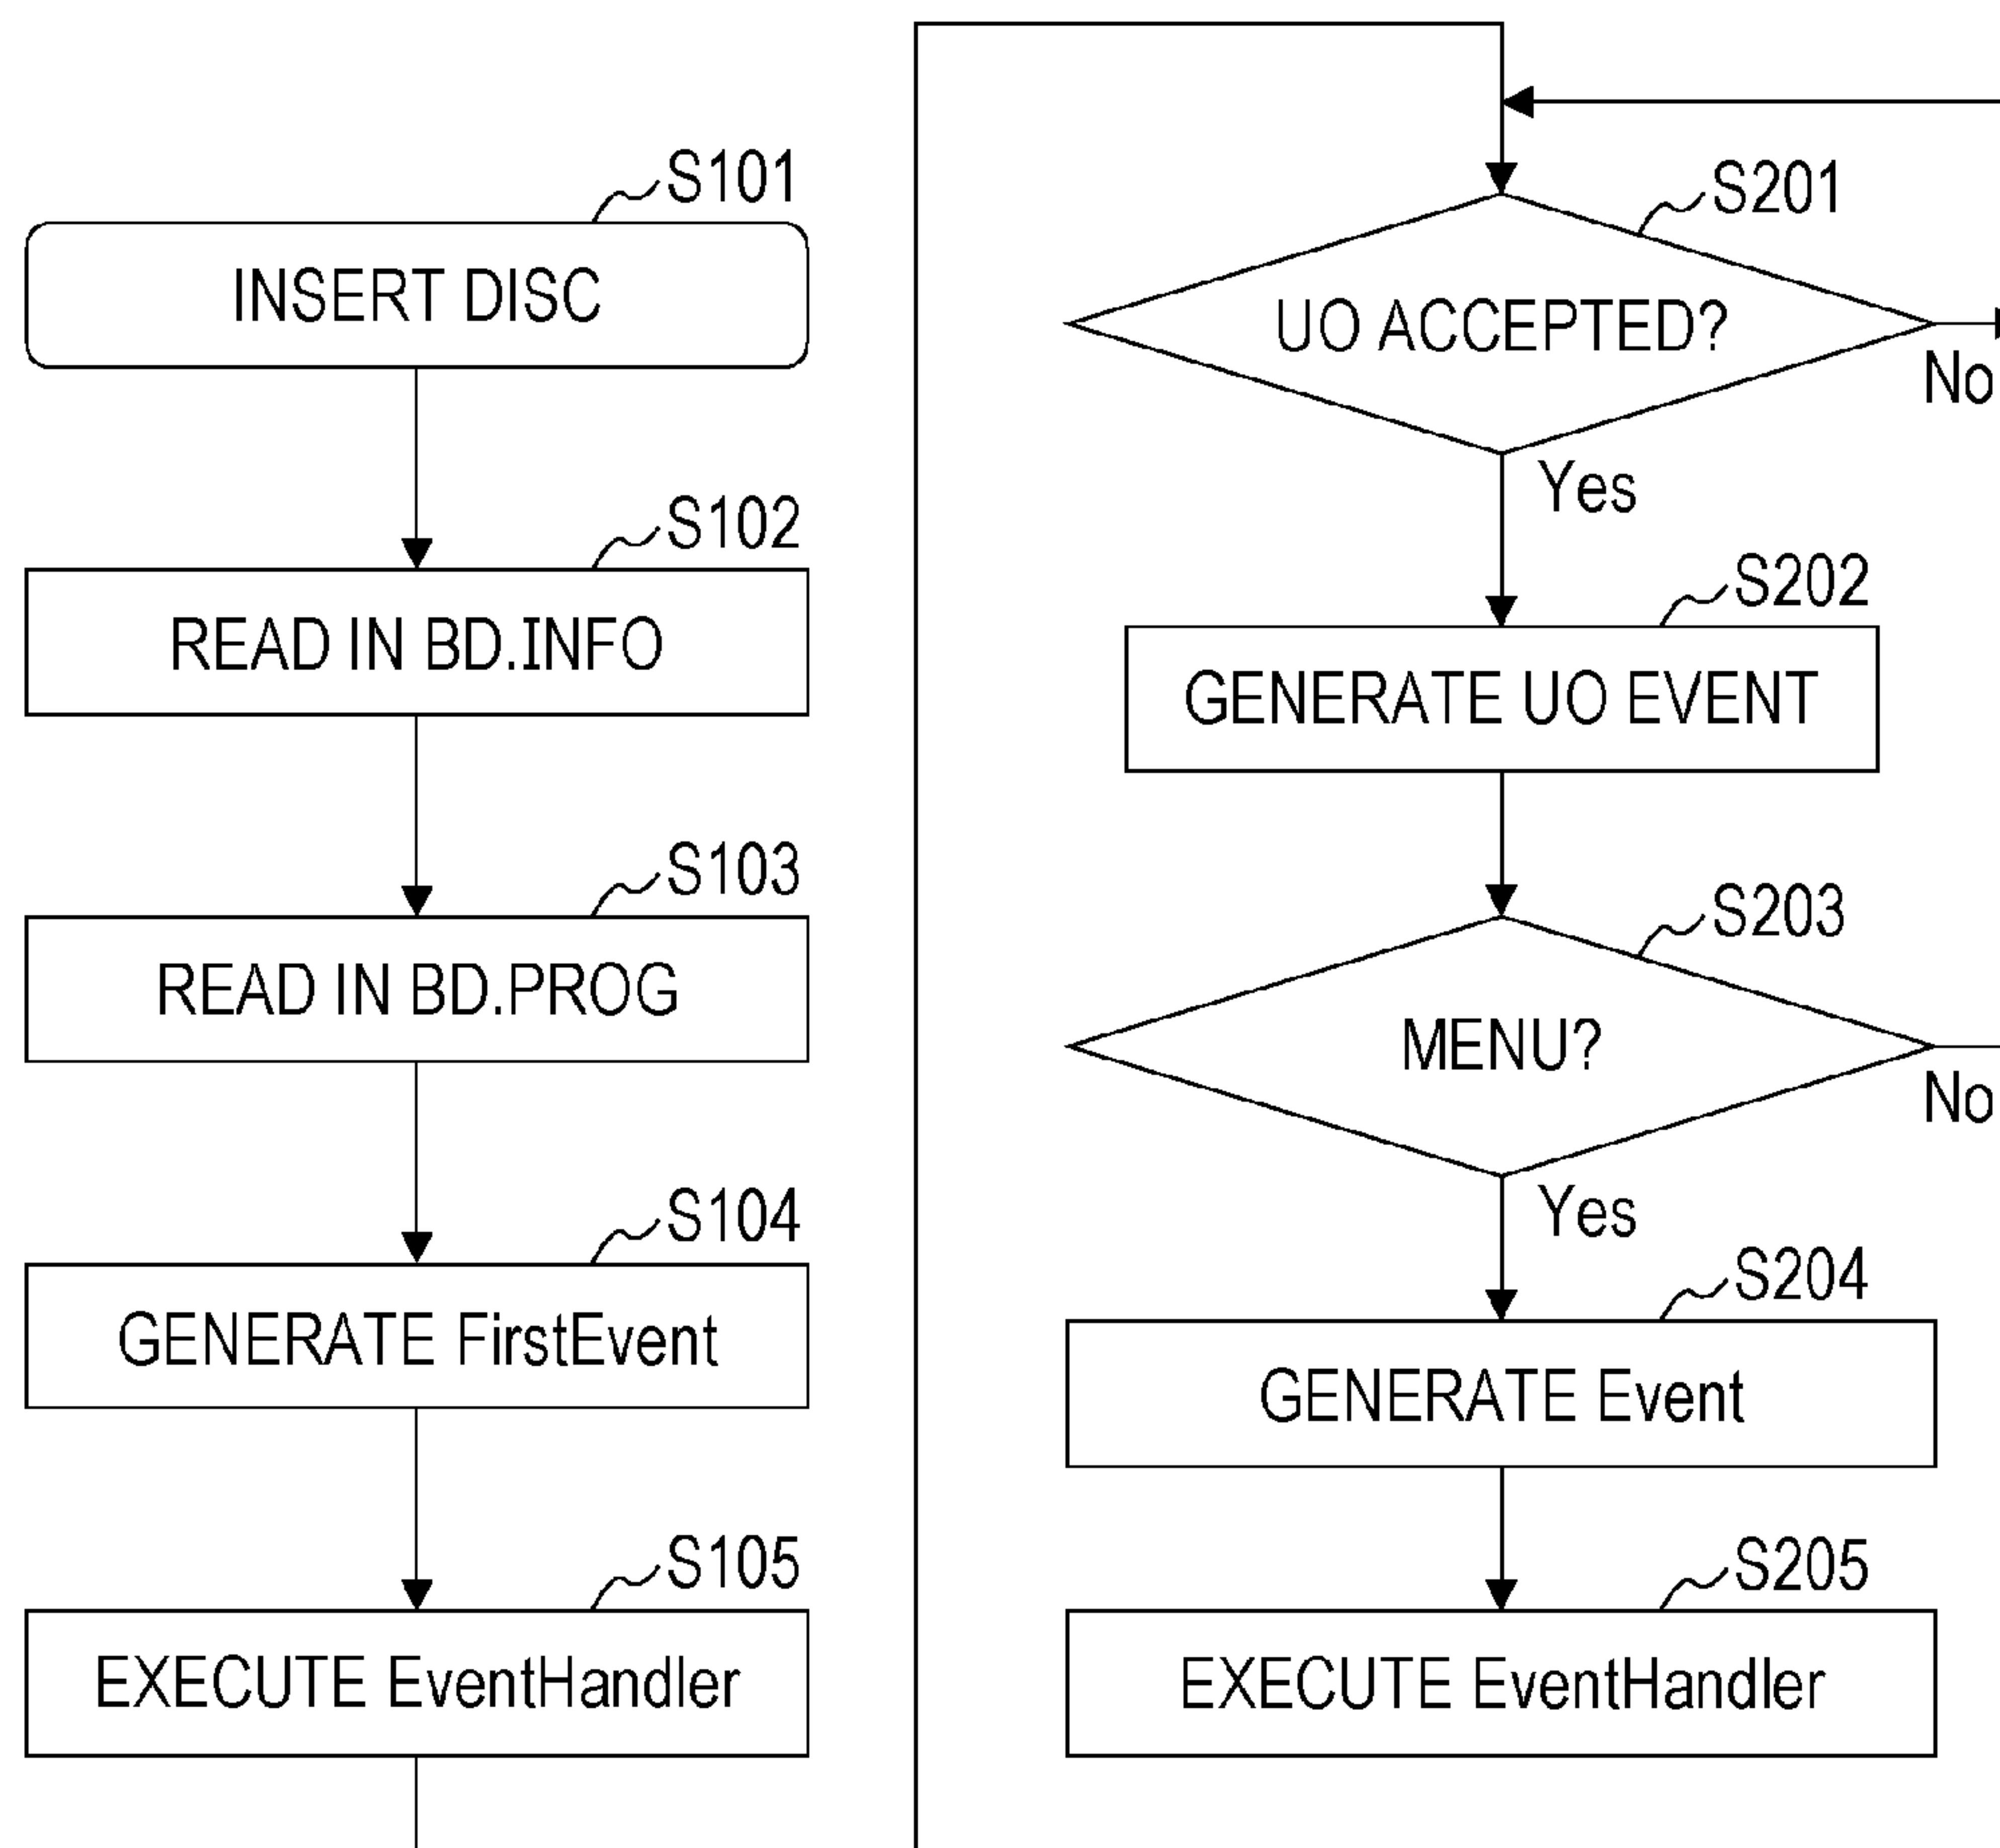 S101
INSERT DISC
S102
READ IN BD.INFO
S103
READ IN BD.PROG
S104
GENERATE FirstEvent
S105
EXECUTE EventHandler
S201
UO ACCEPTED?
No
Yes
S202
GENERATE UO EVENT
S203
MENU?
No
Yes
S204
GENERATE Event
S205
EXECUTE EventHandler